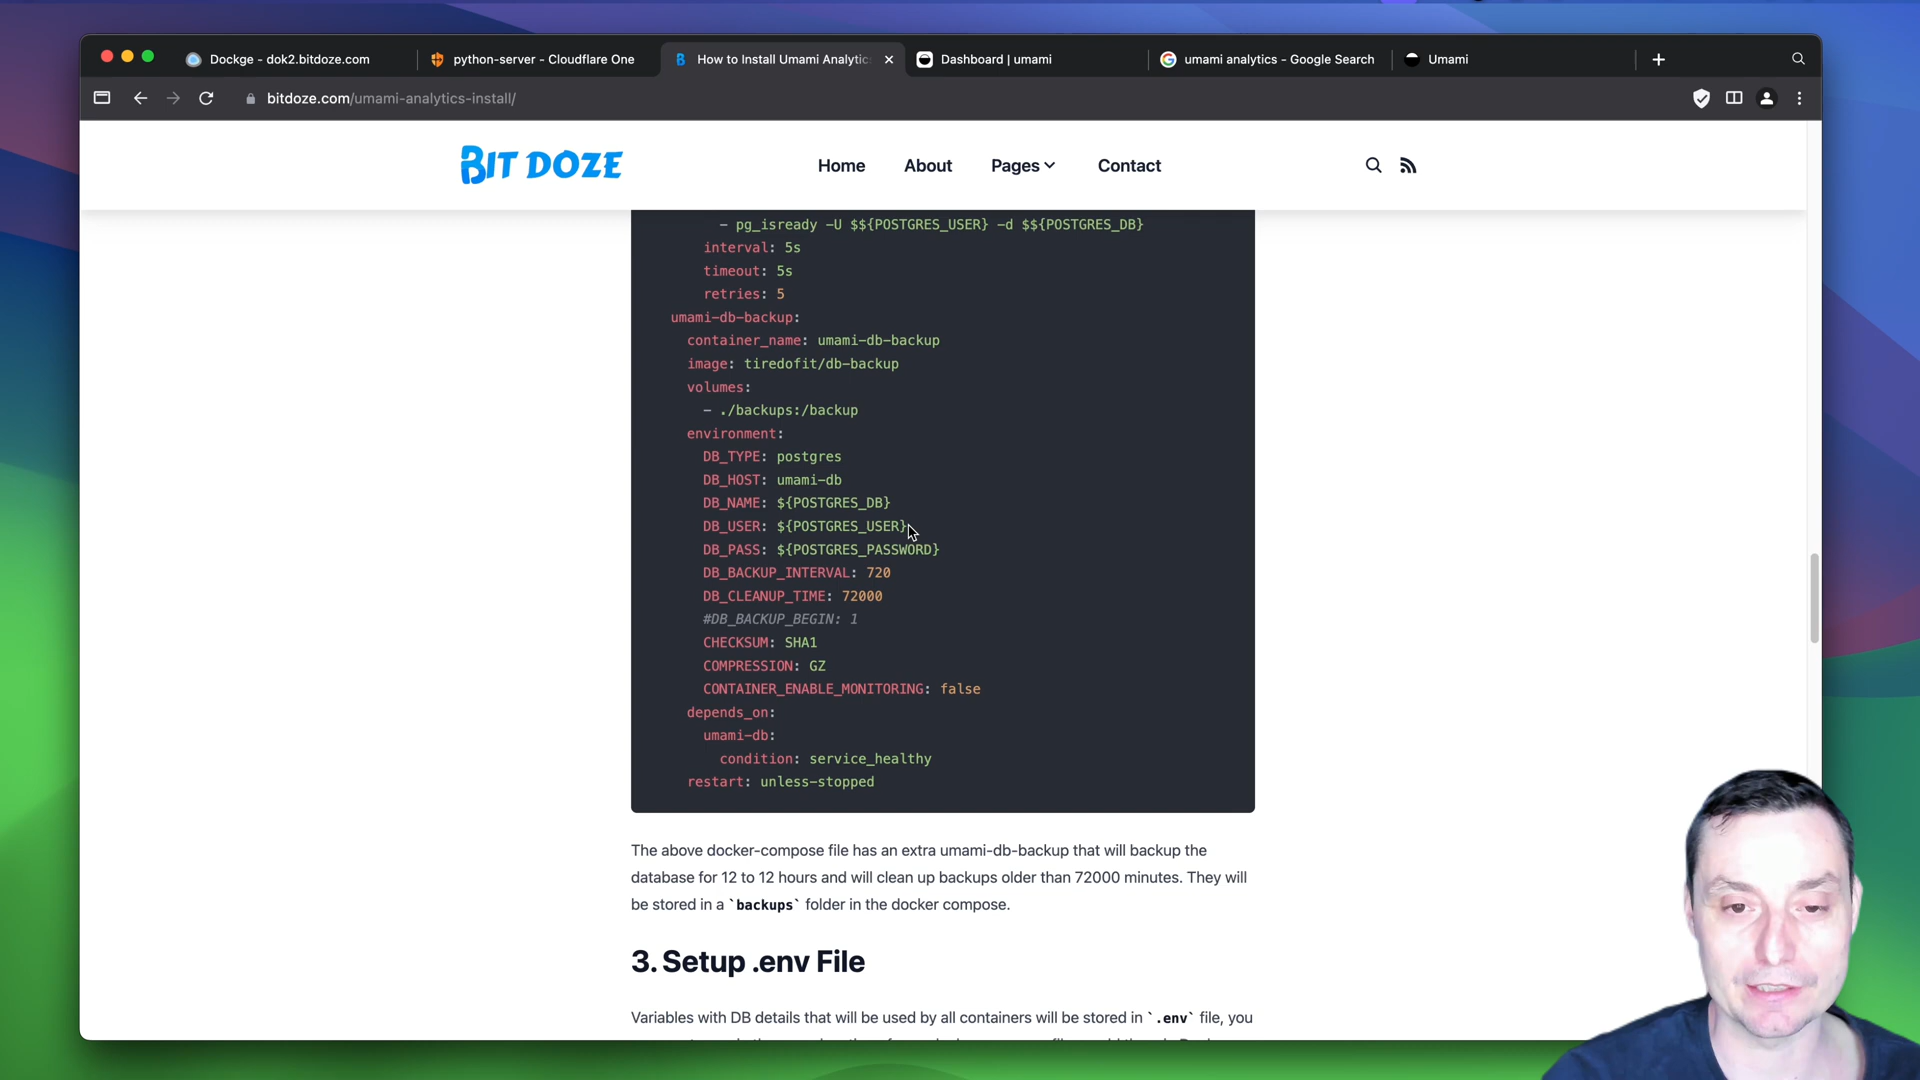 Dockge - dok2.bitdoze.com
python-server - Cloudflare One
How to Install Umami Analytic
Dashboard | umami
umami analytics - Google Search
Umami
bitdoze.com/umami-analytics-install/
BIT DOZE
Home
About
Pages
Contact
- pg_isready -U $${POSTGRES_USER} -d $${POSTGRES_DB}
interval: 5s
timeout: 5s
retries: 5
umami-db-backup:
container_name: umami-db-backup
image: tiredofit/db-backup
volumes:
- ./backups:/backup
environment:
DB_TYPE: postgres
DB_HOST: umami-db
DB_NAME: ${POSTGRES_DB}
DB_USER: ${POSTGRES_USER}
DB_PASS: ${POSTGRES_PASSWORD}
DB_BACKUP_INTERVAL: 720
DB_CLEANUP_TIME: 72000
#DB_BACKUP_BEGIN: 1
CHECKSUM: SHA1
COMPRESSION: GZ
CONTAINER_ENABLE_MONITORING: false
depends_on:
umami-db:
condition: service_healthy
restart: unless-stopped
The above docker-compose file has an extra umami-db-backup that will backup the
database for 12 to 12 hours and will clean up backups older than 72000 minutes. They will
be stored in a `backups` folder in the docker compose.
3. Setup .env File
Variables with DB details that will be used by all containers will be stored in `.env` file, you